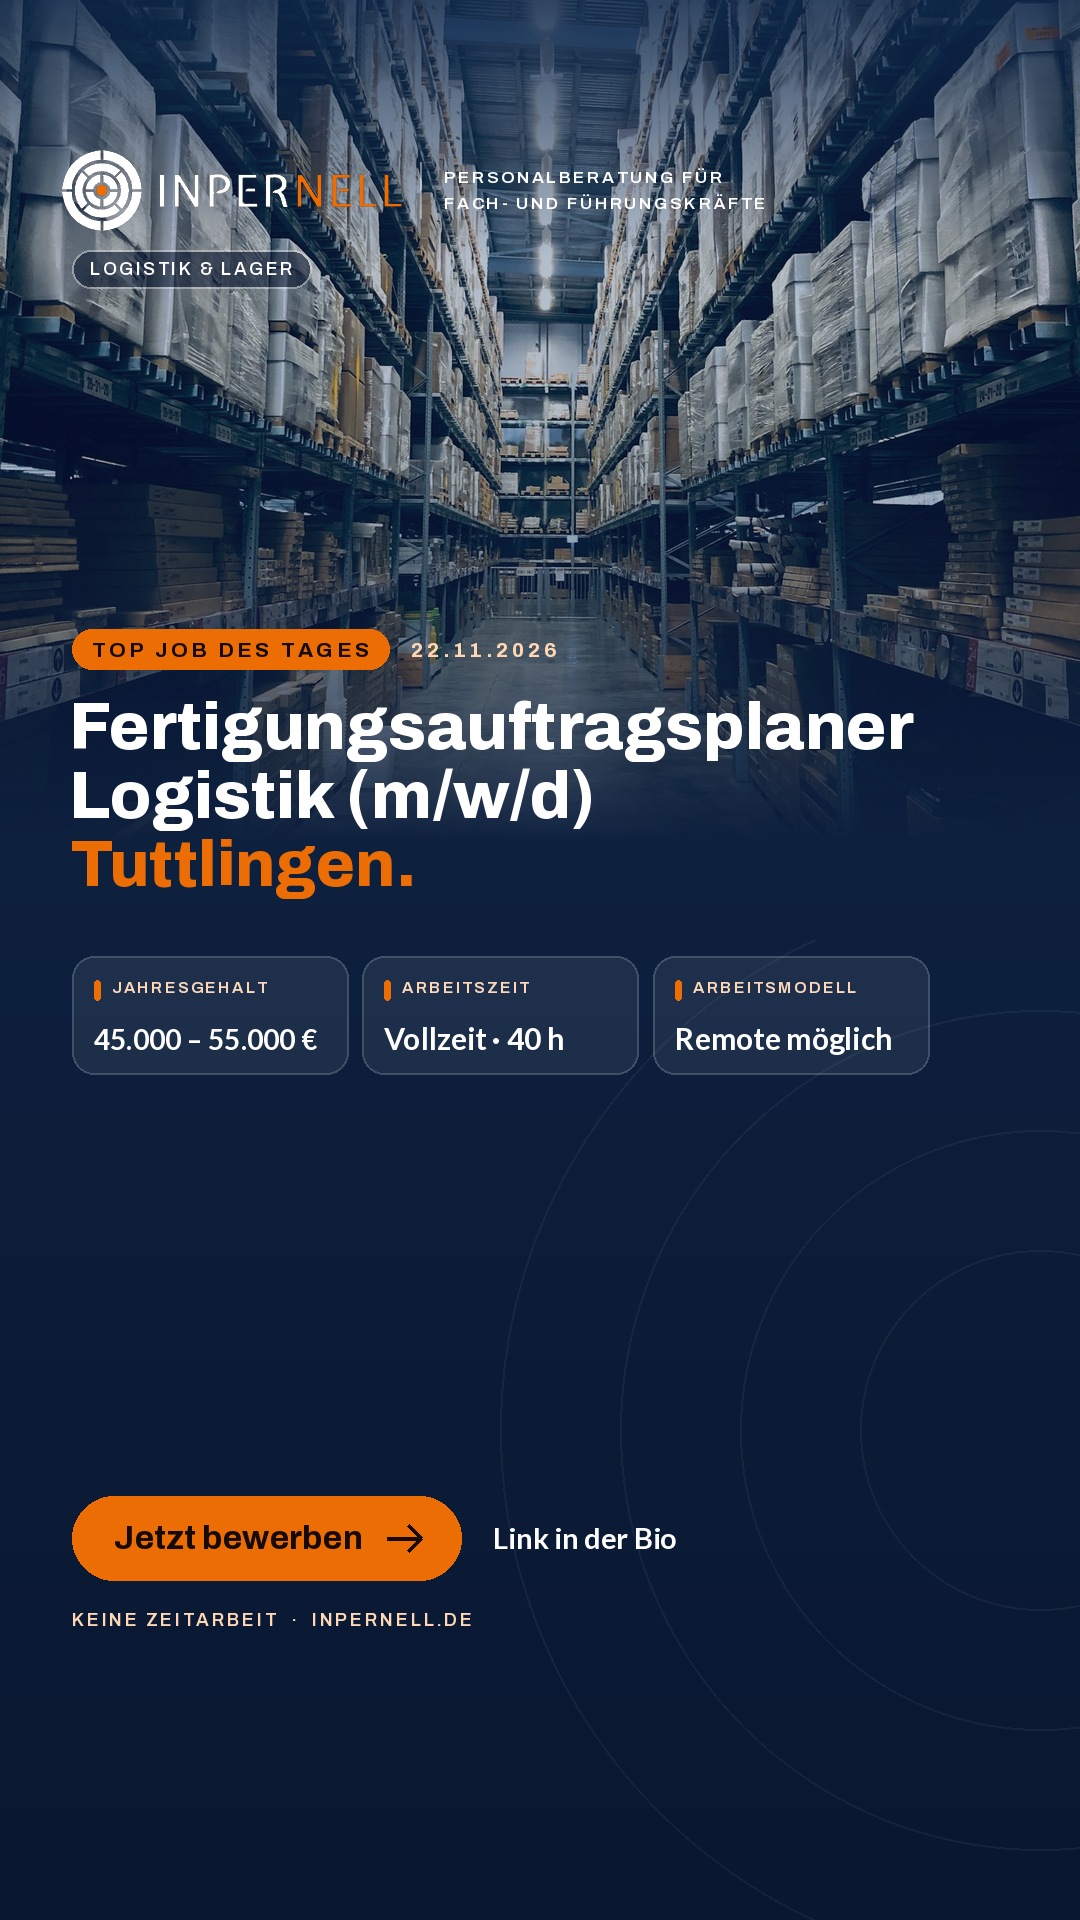 INPERNELL
PERSONALBERATUNG FÜR
FACH- UND FÜHRUNGSKRÄFTE
LOGISTIK & LAGER
TOP JOB DES TAGES 22.11.2026
Fertigungsauftragsplaner
Logistik (m/w/d)
Tuttlingen.
JAHRESGEHALT
45.000 – 55.000 €
ARBEITSZEIT
Vollzeit · 40 h
ARBEITSMODELL
Remote möglich
Jetzt bewerben → Link in der Bio
KEINE ZEITARBEIT · INPERNELL.DE